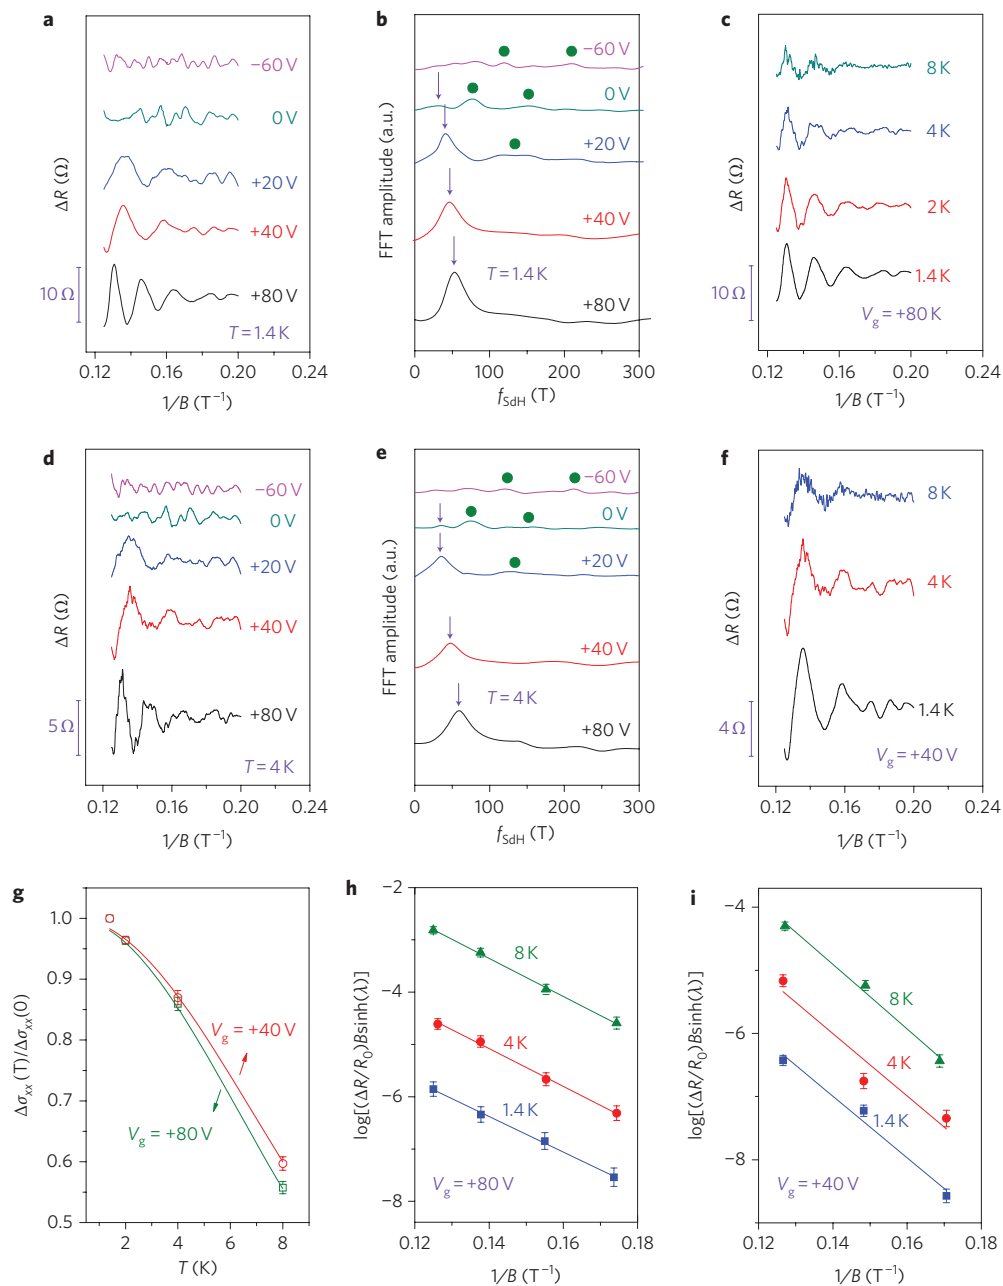 a
−60 V
0 V
+20 V
+40 V
+80 V
10 Ω
T = 1.4 K
ΔR (Ω)
0.12 0.16 0.20 0.24
1/B (T⁻¹)
b
−60 V
0 V
+20 V
+40 V
T = 1.4 K
+80 V
FFT amplitude (a.u.)
0 100 200 300
f_SdH (T)
c
8 K
4 K
2 K
1.4 K
10 Ω
V_g = +80 K
ΔR (Ω)
0.12 0.16 0.20 0.24
1/B (T⁻¹)
d
−60 V
0 V
+20 V
+40 V
+80 V
5 Ω
T = 4 K
ΔR (Ω)
0.12 0.16 0.20 0.24
1/B (T⁻¹)
e
−60 V
0 V
+20 V
+40 V
T = 4 K
+80 V
FFT amplitude (a.u.)
0 100 200 300
f_SdH (T)
f
8 K
4 K
1.4 K
4 Ω
V_g = +40 V
ΔR (Ω)
0.12 0.16 0.20 0.24
1/B (T⁻¹)
g
1.0
0.9
0.8
0.7
0.6
0.5
Δσ_xx (T)/Δσ_xx(0)
V_g = +40 V
V_g = +80 V
2 4 6 8
T (K)
h
−2
−4
−6
−8
log[(ΔR/R₀)Bsinh(λ)]
8 K
4 K
1.4 K
V_g = +80 V
0.12 0.14 0.16 0.18
1/B (T⁻¹)
i
−4
−6
−8
log[(ΔR/R₀)Bsinh(λ)]
8 K
4 K
1.4 K
V_g = +40 V
0.12 0.14 0.16 0.18
1/B (T⁻¹)